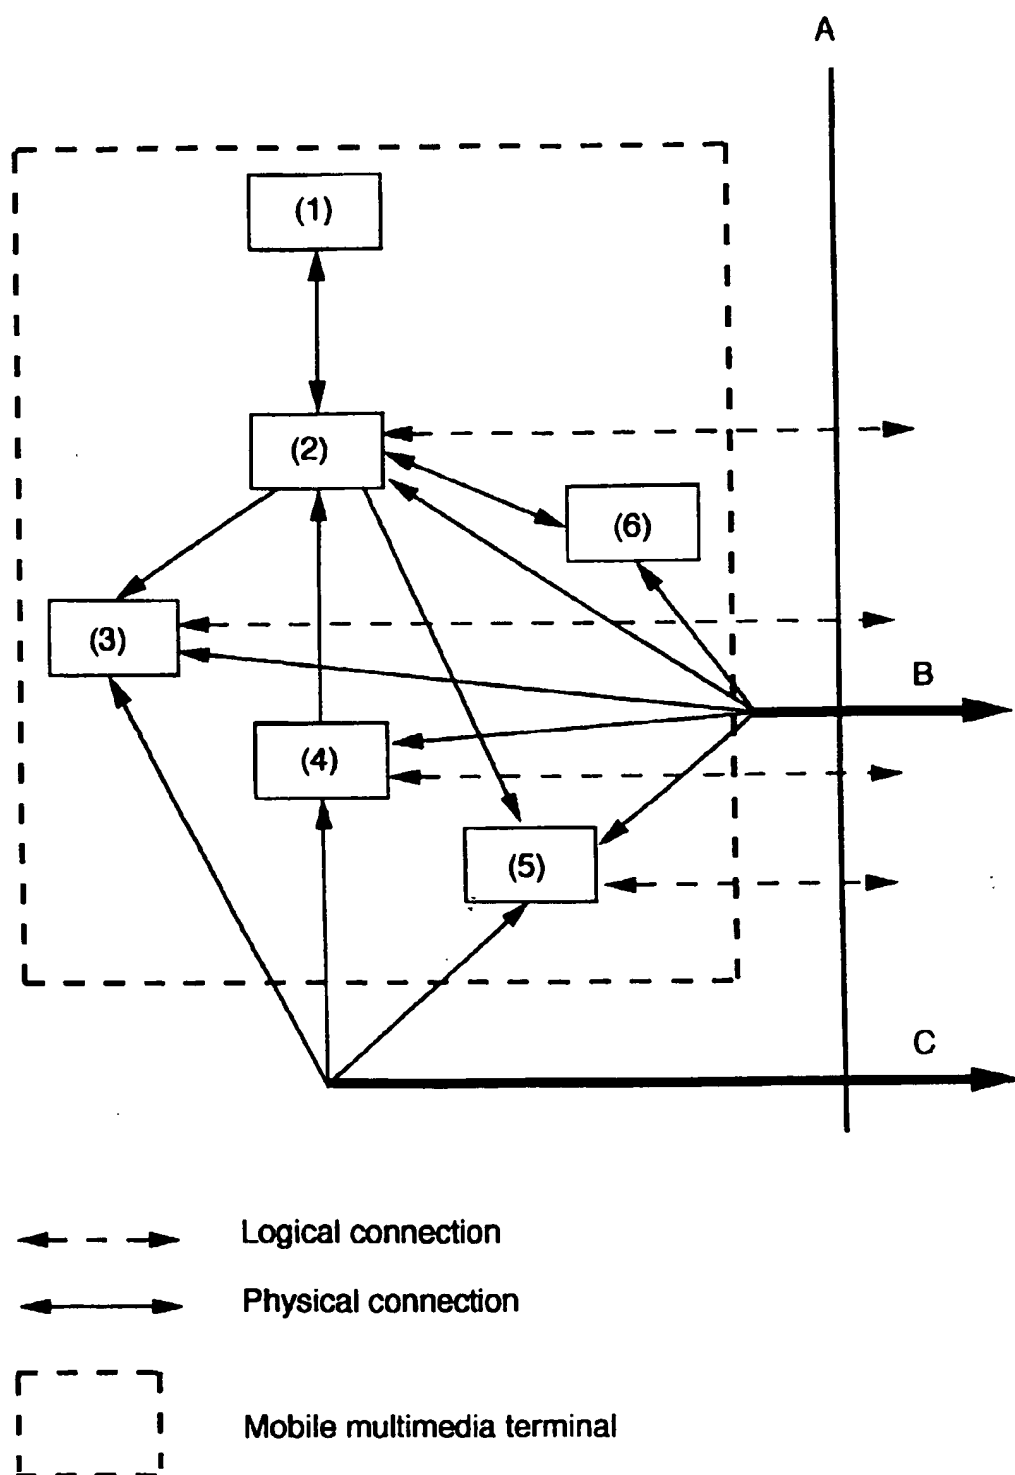 A
(1)
(2)
(6)
(3)
B
(4)
(5)
C
Logical connection
Physical connection
Mobile multimedia terminal